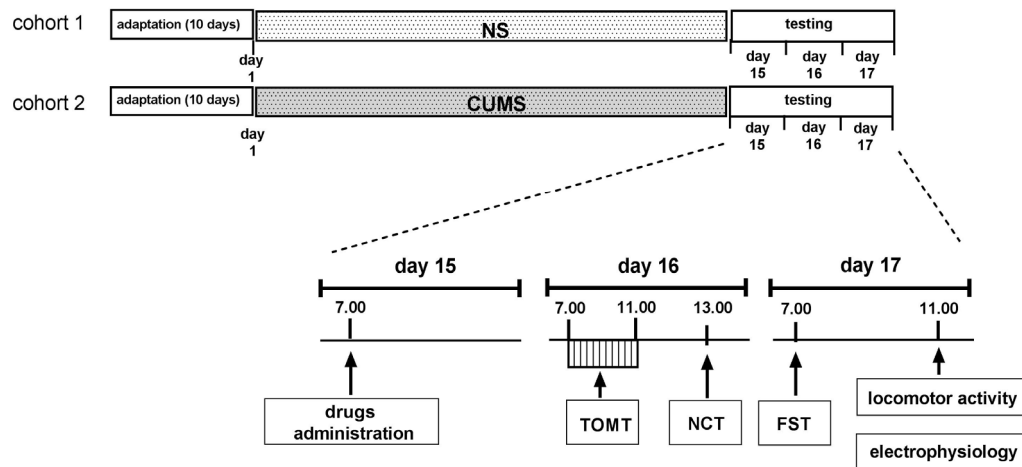 cohort 1
adaptation (10 days)
NS
testing
day
1
day
15
day
16
day
17
cohort 2
adaptation (10 days)
CUMS
testing
day
1
day
15
day
16
day
17
day 15
day 16
day 17
7.00
7.00
11.00
13.00
7.00
11.00
drugs
administration
TOMT
NCT
FST
locomotor activity
electrophysiology